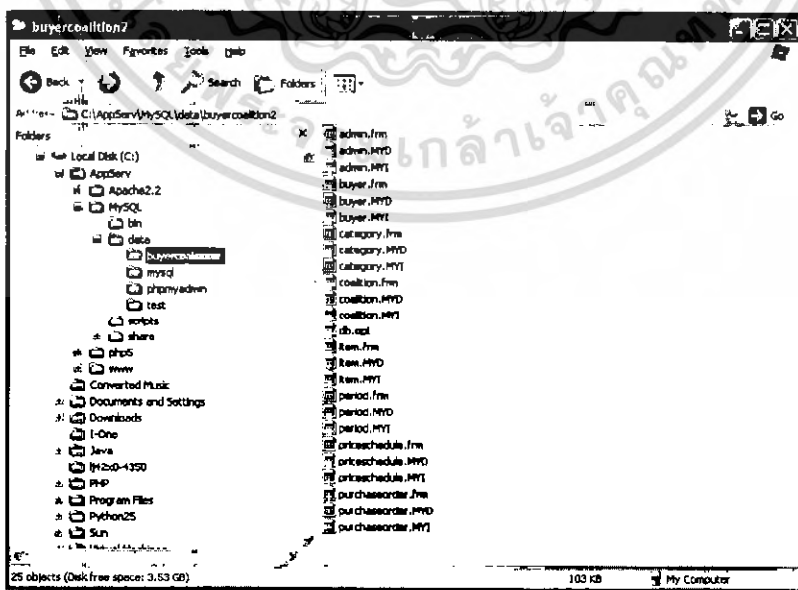 buyercoalition2
File Edit View Favorites Tools Help
Back Search Folders
C:\AppServ\MySQL\data\buyercoalition2 Go
Folders
Local Disk (C:)
AppServ
Apache2.2
MySQL
bin
data
mysql
phpmyadmin
test
scripts
share
php5
www
Converted Music
Documents and Settings
Downloads
I-One
Java
lj42x0-4350
PHP
Program Files
Python25
Sun
admin.frm
admin.MYD
admin.MYI
buyer.frm
buyer.MYD
buyer.MYI
category.frm
category.MYD
category.MYI
coalition.frm
coalition.MYD
coalition.MYI
db.opt
item.frm
item.MYD
item.MYI
period.frm
period.MYD
period.MYI
priceschedule.frm
priceschedule.MYD
priceschedule.MYI
purchaseorder.frm
purchaseorder.MYD
purchaseorder.MYI
25 objects (Disk free space: 3.53 GB) 103 KB My Computer